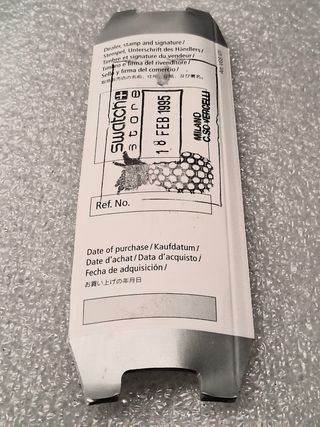 Dealer, stamp and signature/
Stempel, Unterschrift des Händlers/
Timbre et signature du vendeur/
Timbro e firma del rivenditore/
Sello y firma del comercio/
swatch
store
18 FEB 1995
MILANO
C.SO VERCELLI
Ref. No.
Date of purchase/Kaufdatum/
Date d'achat/Data d'acquisto/
Fecha de adquisición/
お買い上げの年月日